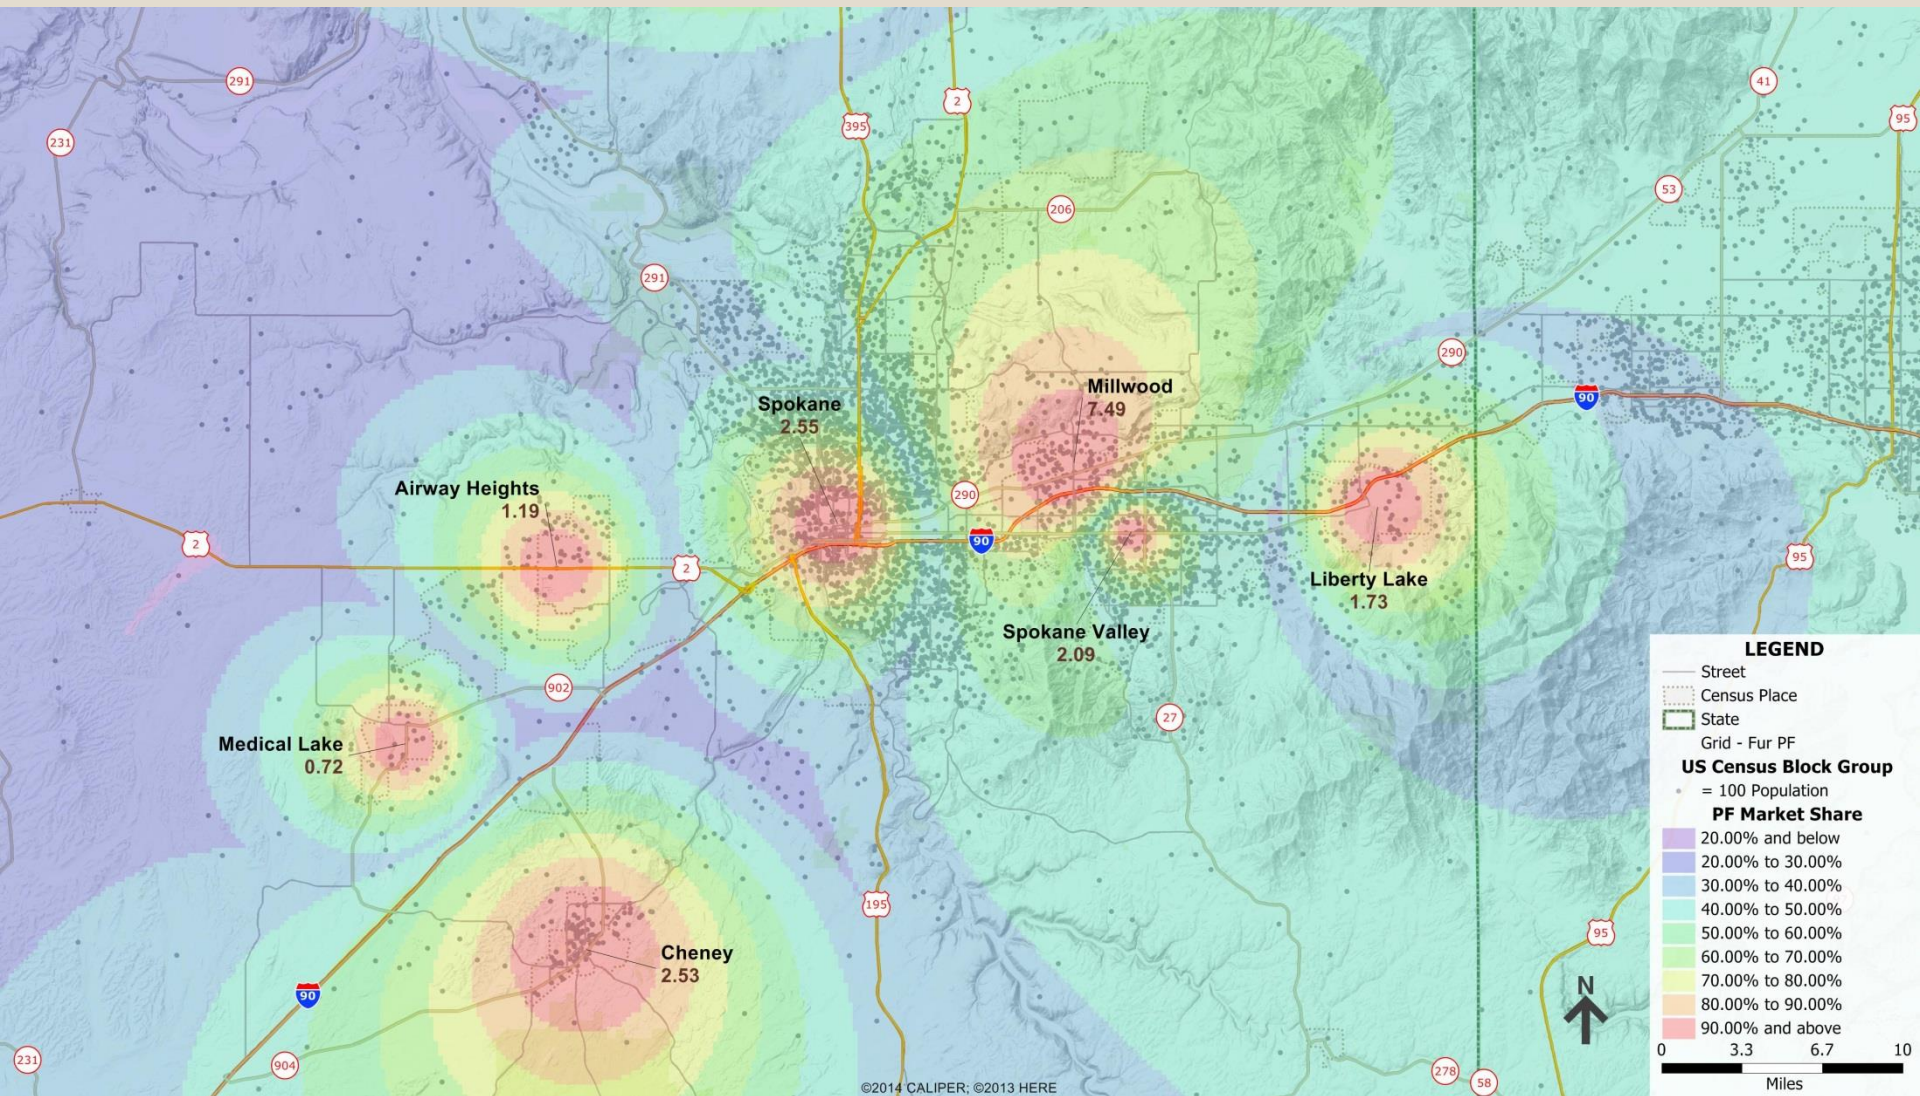 291
2
41
395
95
231
53
206
291
290
90
Millwood
7.49
Spokane
2.55
Airway Heights
1.19
290
2
90
2
95
Liberty Lake
1.73
Spokane Valley
2.09
902
27
Medical Lake
0.72
195
Cheney
2.53
95
90
231
904
278
58
N
LEGEND
Street
Census Place
State
Grid - Fur PF
US Census Block Group
= 100 Population
PF Market Share
20.00% and below
20.00% to 30.00%
30.00% to 40.00%
40.00% to 50.00%
50.00% to 60.00%
60.00% to 70.00%
70.00% to 80.00%
80.00% to 90.00%
90.00% and above
0 3.3 6.7 10
Miles
©2014 CALIPER; ©2013 HERE